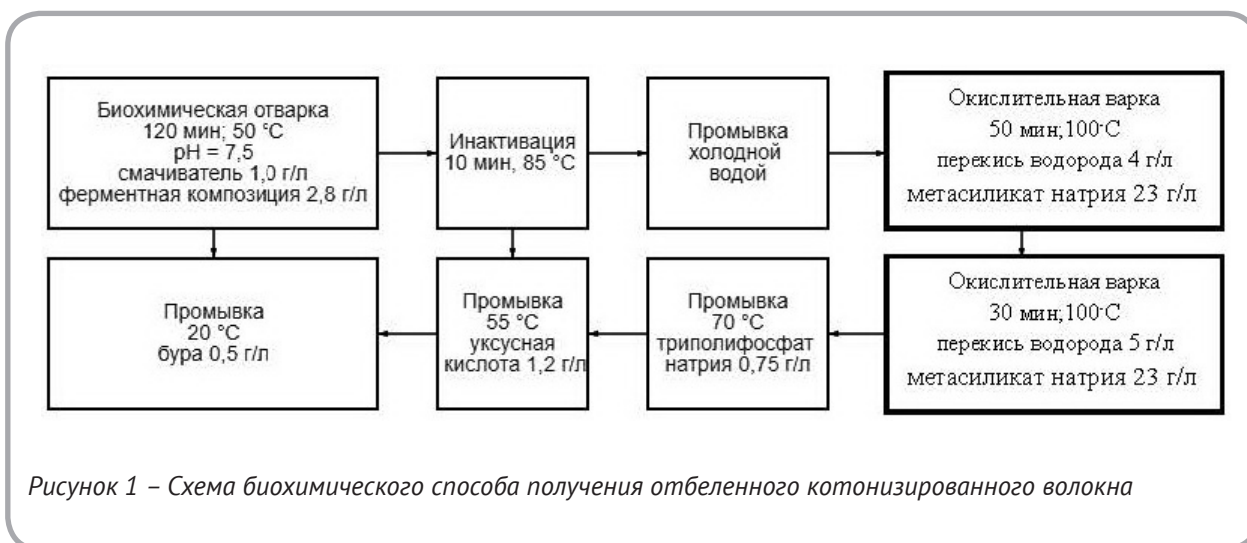 Биохимическая отварка
120 мин; 50 °C
pH = 7,5
смачиватель 1,0 г/л
ферментная композиция 2,8 г/л
Инактивация
10 мин, 85 °C
Промывка
холодной
водой
Окислительная варка
50 мин;100°С
перекись водорода 4 г/л
метасиликат натрия 23 г/л
Окислительная варка
30 мин;100°С
перекись водорода 5 г/л
метасиликат натрия 23 г/л
Промывка
70 °C
триполифосфат
натрия 0,75 г/л
Промывка
55 °C
уксусная
кислота 1,2 г/л
Промывка
20 °C
бура 0,5 г/л
Рисунок 1 – Схема биохимического способа получения отбеленного котонизированного волокна